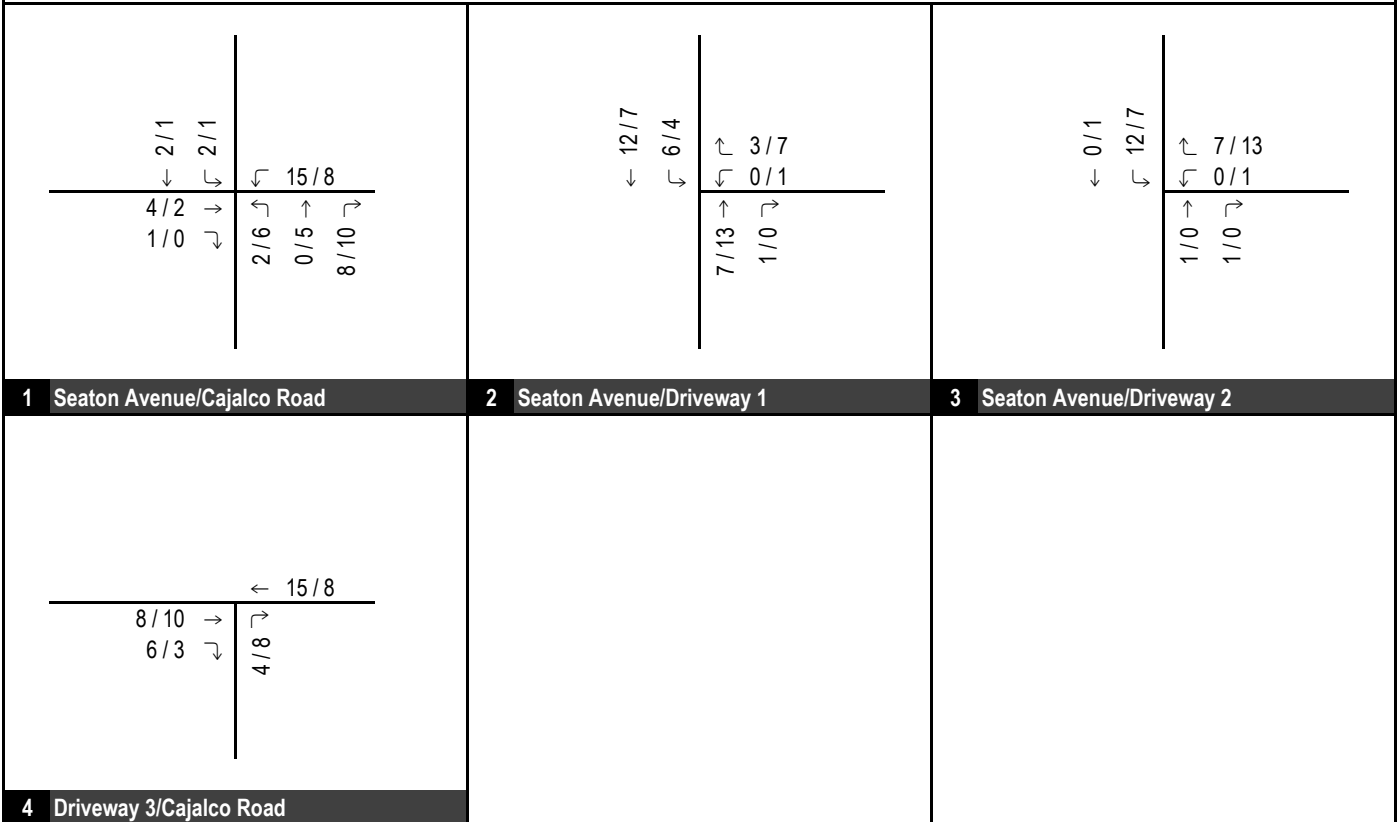 2 / 1
2 / 1
← 15 / 8
4 / 2 →
1 / 0
2 / 6
0 / 5
8 / 10
1 Seaton Avenue/Cajalco Road
12 / 7
6 / 4
3 / 7
0 / 1
7 / 13
1 / 0
2 Seaton Avenue/Driveway 1
0 / 1
12 / 7
7 / 13
0 / 1
1 / 0
1 / 0
3 Seaton Avenue/Driveway 2
← 15 / 8
8 / 10 →
6 / 3
4 / 8
4 Driveway 3/Cajalco Road